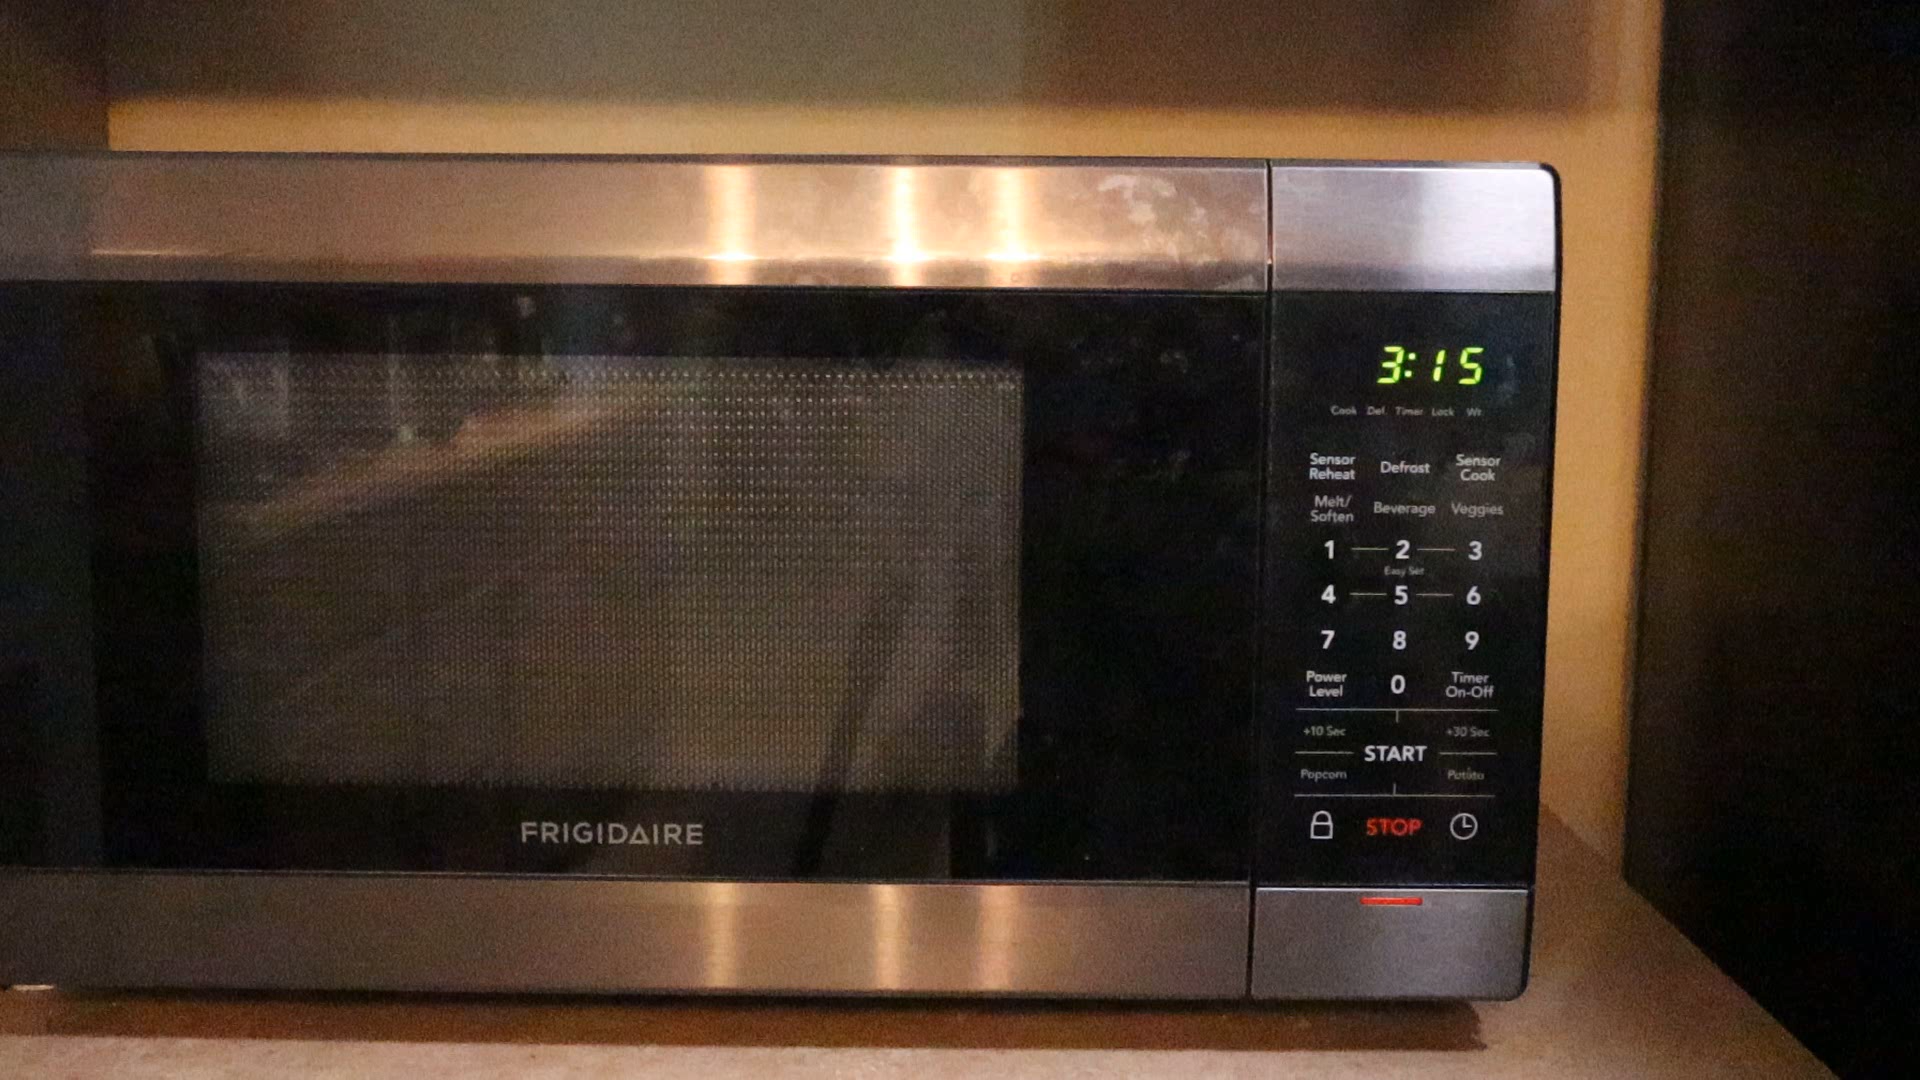 3:15
Cook Def. Timer Lock Wt.
Sensor Reheat Defrost Sensor Cook
Melt/ Soften Beverage Veggies
1 2 3
Easy Set
4 5 6
7 8 9
Power Level 0 Timer On-Off
+10 Sec +30 Sec
START
Popcorn Potato
STOP
FRIGIDAIRE